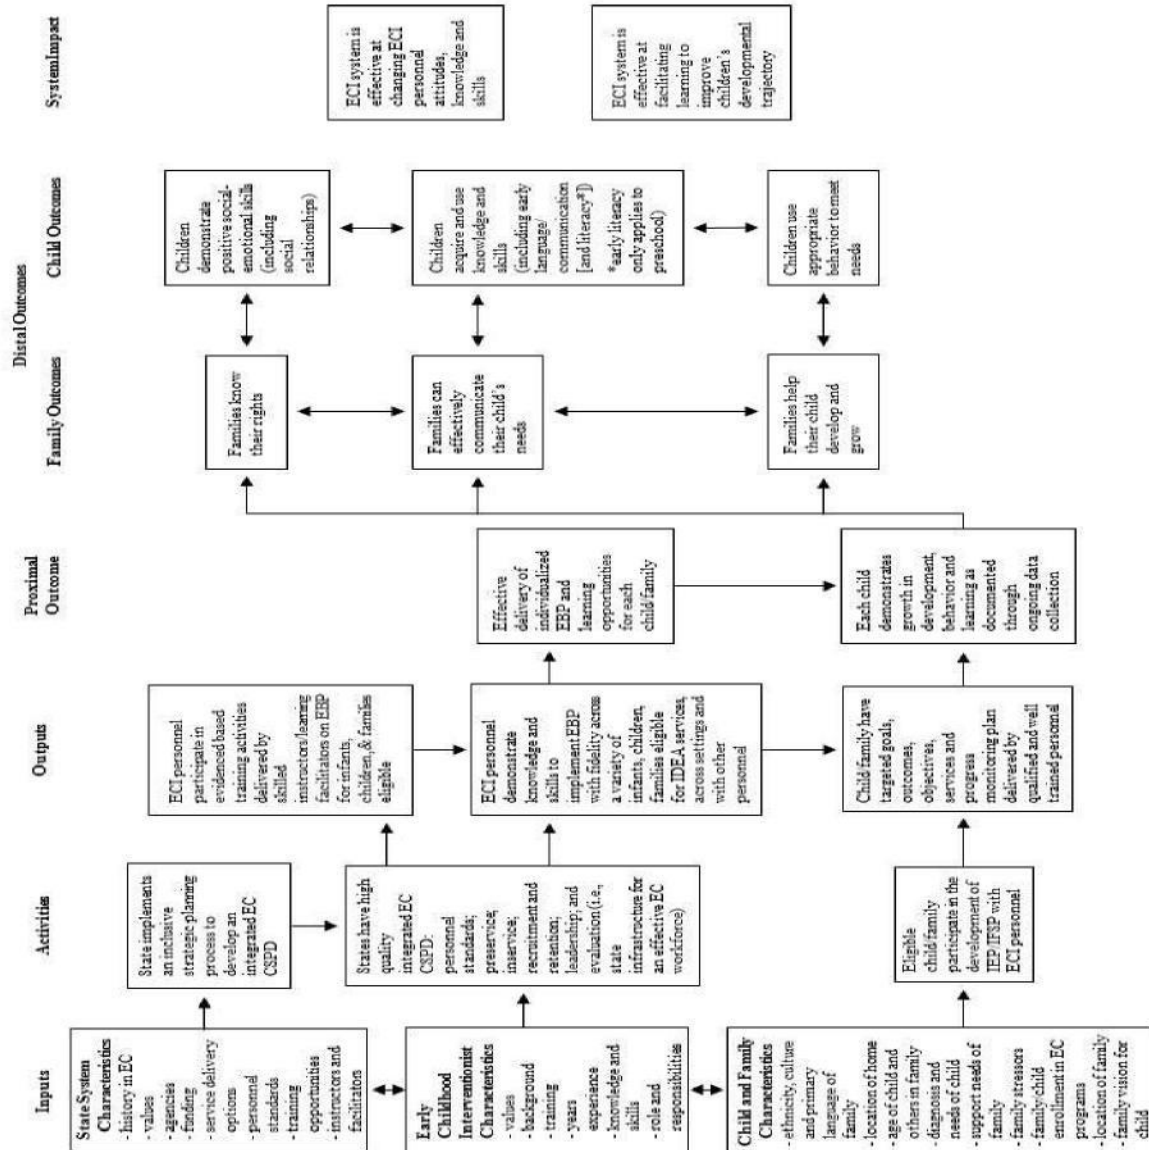 Inputs
Activities
Outputs
Proximal
Outcome
Distal Outcomes
Family Outcomes
Child Outcomes
SystemImpact
State System
Characteristics
- history in EC
- values
- agencies
- funding
- service delivery
options
- personnel
standards
- training
opportunities
- instructors and
facilitators
Early
Childhood
Interventionist
Characteristics
- values
- background
- training
- years
experience
- knowledge and
skills
- role and
responsibilities
Child and Family
Characteristics
- ethnicity, culture
and primary
language of
family
- location of home
- age of child and
others in family
- diagnosis and
needs of child
- support needs of
family
- family stressors
- family child
enrollment in EC
programs
- location of family
- family vision for
child
State implements
an inclusive
strategic planning
process to
develop an
integrated EC
CSPD
States have high
quality
integrated EC
CSPD:
personnel
standards;
preservice;
inservice;
recruitment and
retention;
leadership; and
evaluation (i.e.,
state
infrastructure for
an effective EC
workforce)
Eligible
child/family
participate in the
development of
IEP/IFSP with
ECI personnel
ECI personnel
participate in
evidenced based
training activities
delivered by
skilled
instructors/learning
facilitators on EBP
for infants,
children, & families
eligible
ECI personnel
demonstrate
knowledge and
skills to
implement EBP
with fidelity across
a variety of
infants, children,
families eligible
for IDEA services,
across settings and
with other
personnel
Child family have
targeted goals,
outcomes,
objectives,
services and
progress
monitoring plan
delivered by
qualified and well
trained personnel
Effective
delivery of
individualized
EBP and
learning
opportunities
for each
child/family
Each child
demonstrates
growth in
development,
behavior and
learning as
documented
through
ongoing data
collection
Families know
their rights
Families can
effectively
communicate
their child's
needs
Families help
their child
develop and
grow
Children
demonstrate
positive social-
emotional skills
(including
social
relationships)
Children
acquire and use
knowledge and
skills
(including early
language/
communication
[and literacy*])
*early literacy
only applies to
preschool)
Children use
appropriate
behavior to meet
needs
ECI system is
effective at
changing ECI
personnel
attitudes,
knowledge and
skills
ECI system is
effective at
facilitating
learning to
improve
children's
developmental
trajectory